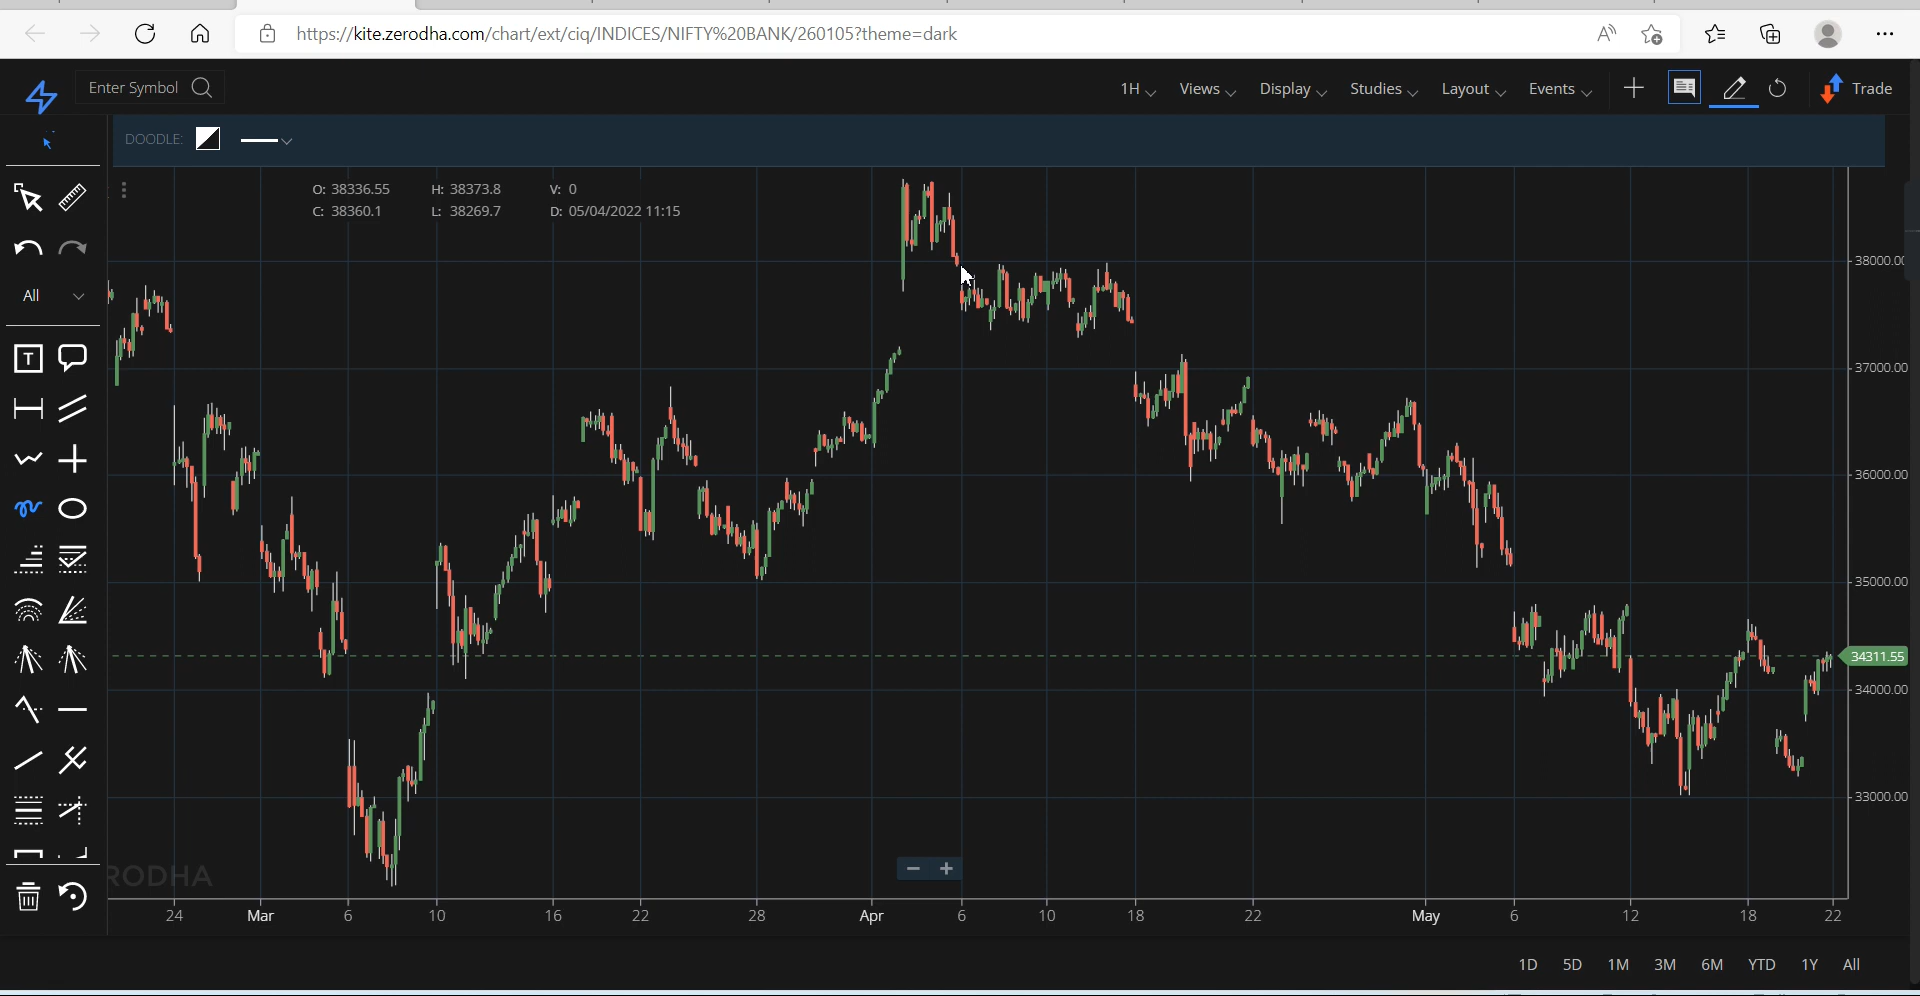 https://kite.zerodha.com/chart/ext/ciq/INDICES/NIFTY%20BANK/260105?theme=dark
Enter Symbol
1H Views Display Studies Layout Events Trade
DOODLE:
O: 38336.55 H: 38373.8 V: 0
C: 38360.1 L: 38269.7 D: 05/04/2022 11:15
All
T
38000.00
37000.00
36000.00
35000.00
34311.55
34000.00
33000.00
RODHA
24 Mar 6 10 16 22 28 Apr 6 10 18 22 May 6 12 18 22
1D 5D 1M 3M 6M YTD 1Y All